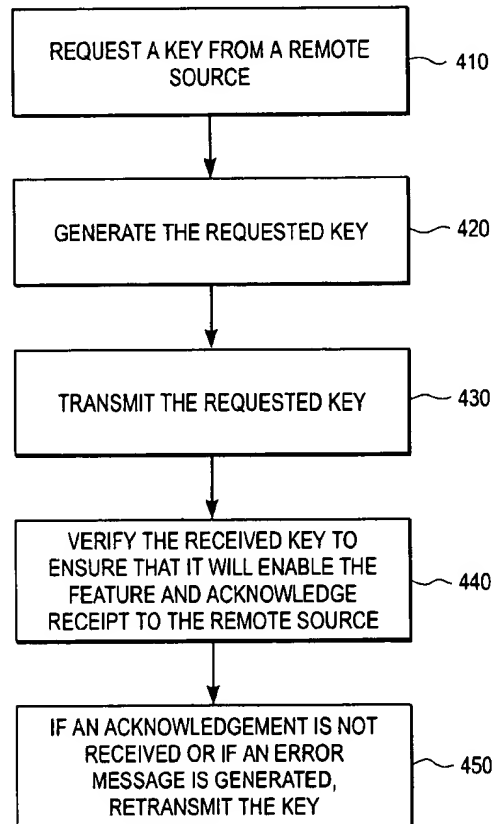 REQUEST A KEY FROM A REMOTE
SOURCE
410
GENERATE THE REQUESTED KEY
420
TRANSMIT THE REQUESTED KEY
430
VERIFY THE RECEIVED KEY TO
ENSURE THAT IT WILL ENABLE THE
FEATURE AND ACKNOWLEDGE
RECEIPT TO THE REMOTE SOURCE
440
IF AN ACKNOWLEDGEMENT IS NOT
RECEIVED OR IF AN ERROR
MESSAGE IS GENERATED,
RETRANSMIT THE KEY
450